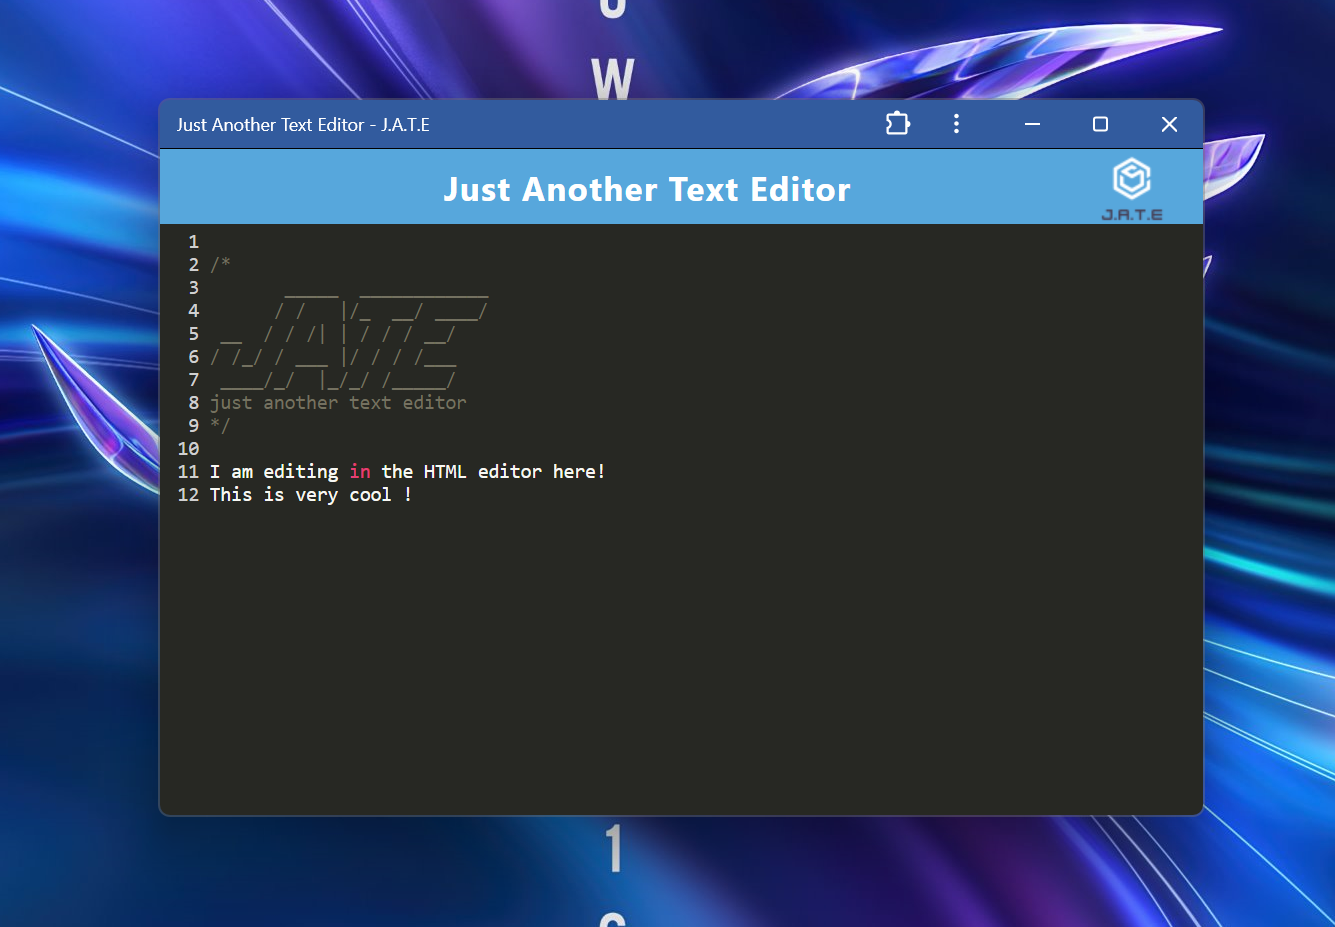 W
Just Another Text Editor - J.A.T.E
Just Another Text Editor
J.A.T.E
1
2 /*
3        _____  ____________
4       / /   |/_  __/ ____/
5  __  / / /| | / / / __/
6 / /_/ / ___ |/ / / /___
7  ____/_/  |_/_/ /_____/
8 just another text editor
9 */
10
11 I am editing in the HTML editor here!
12 This is very cool !
1